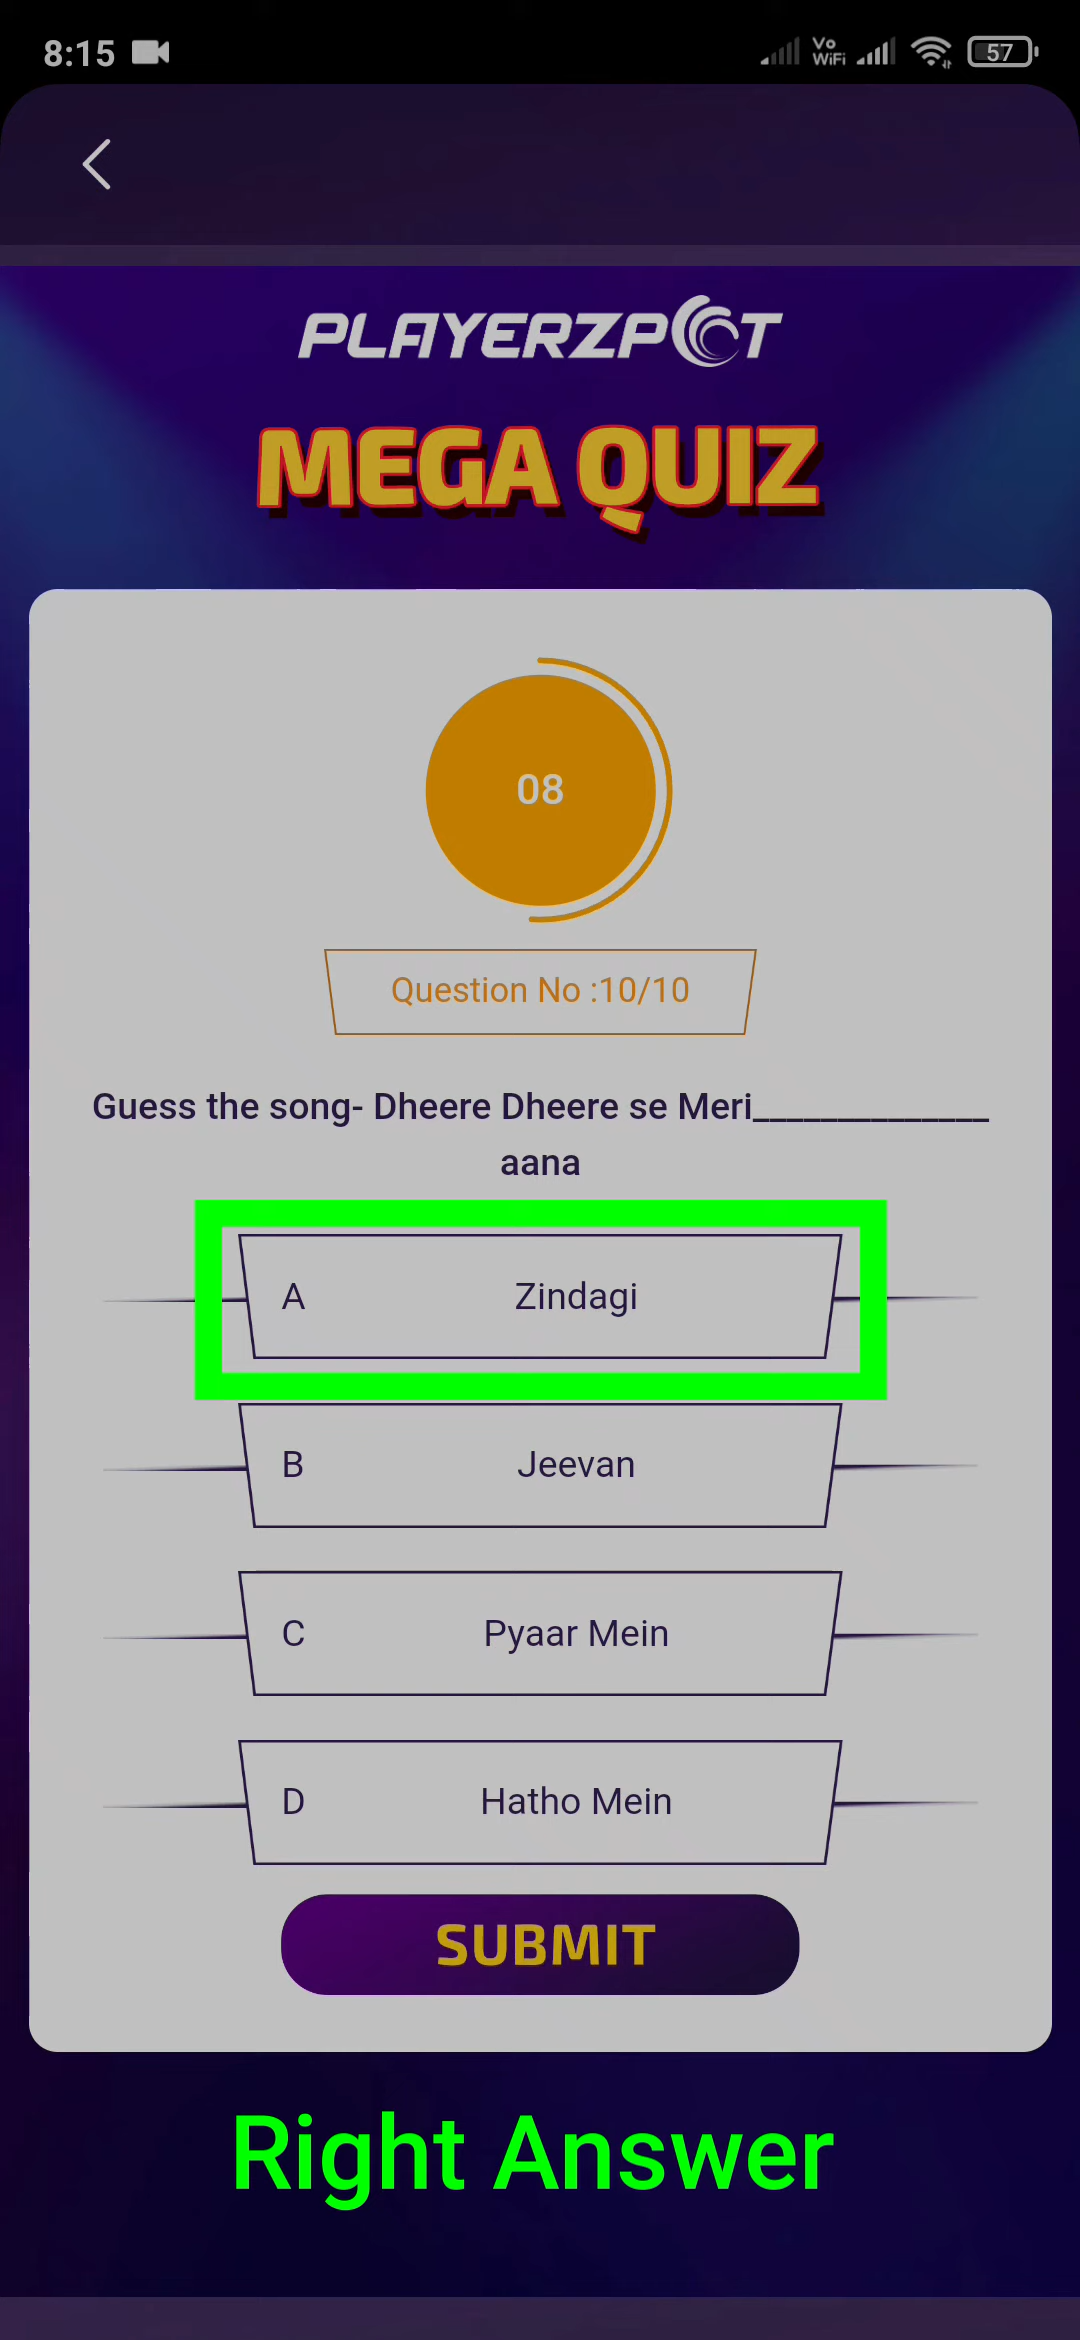 8:15
Vo
WiFi
57
PLAYERZPOT
MEGA QUIZ
08
Question No :10/10
Guess the song- Dheere Dheere se Meri______________
aana
A Zindagi
B Jeevan
C Pyaar Mein
D Hatho Mein
SUBMIT
Right Answer